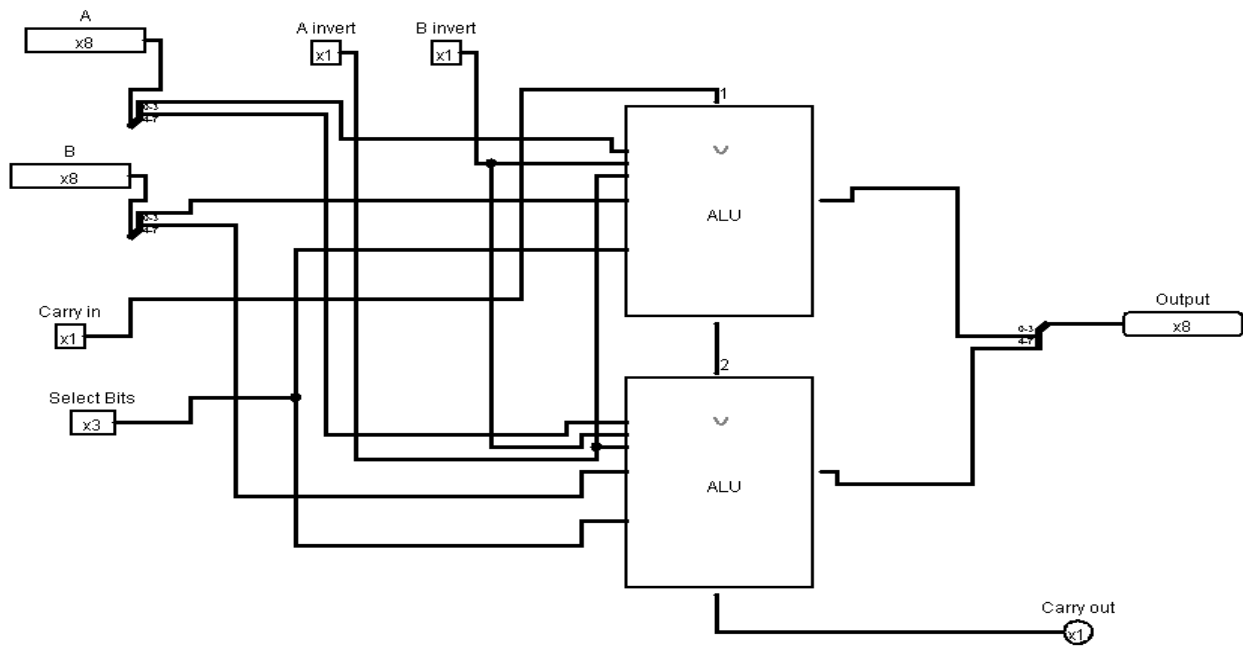 A
x8
A invert
x1
B invert
x1
0-3
4-7
1
B
x8
0-3
4-7
ALU
Carry in
x1
Output
x8
0-3
4-7
2
Select Bits
x3
ALU
Carry out
x1